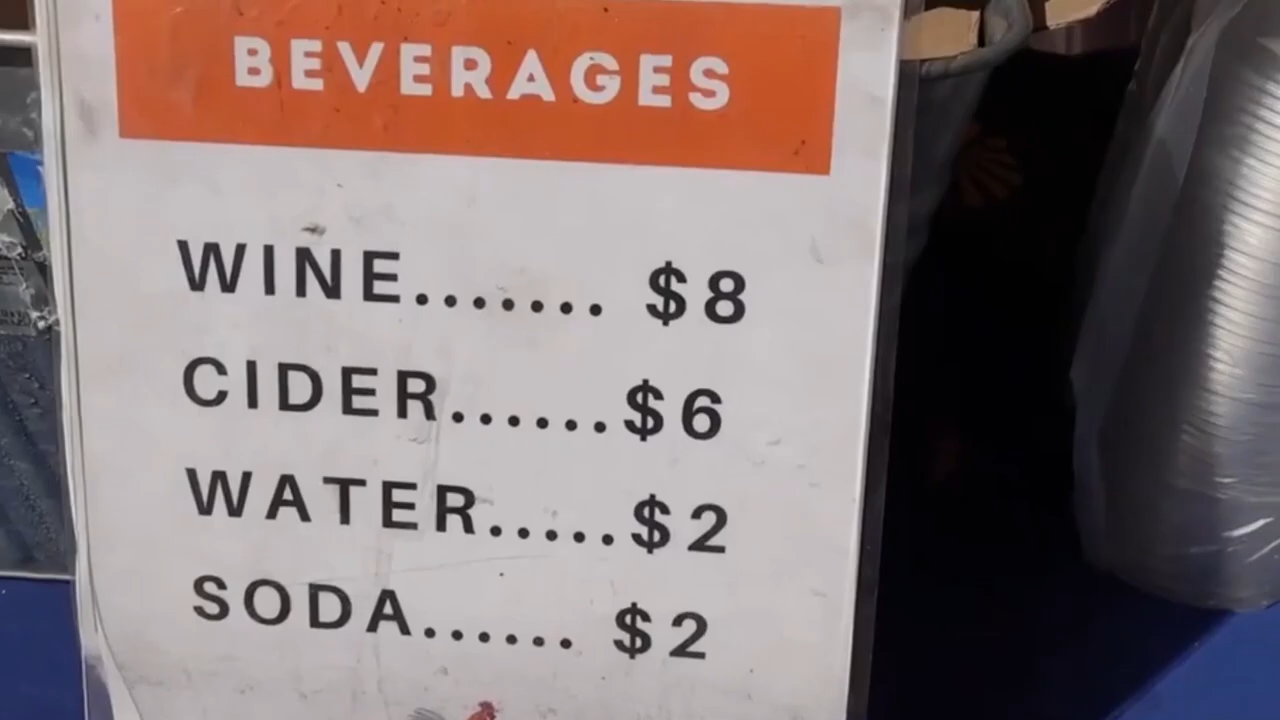 BEVERAGES
WINE....... $8
CIDER......$6
WATER.....$2
SODA...... $2